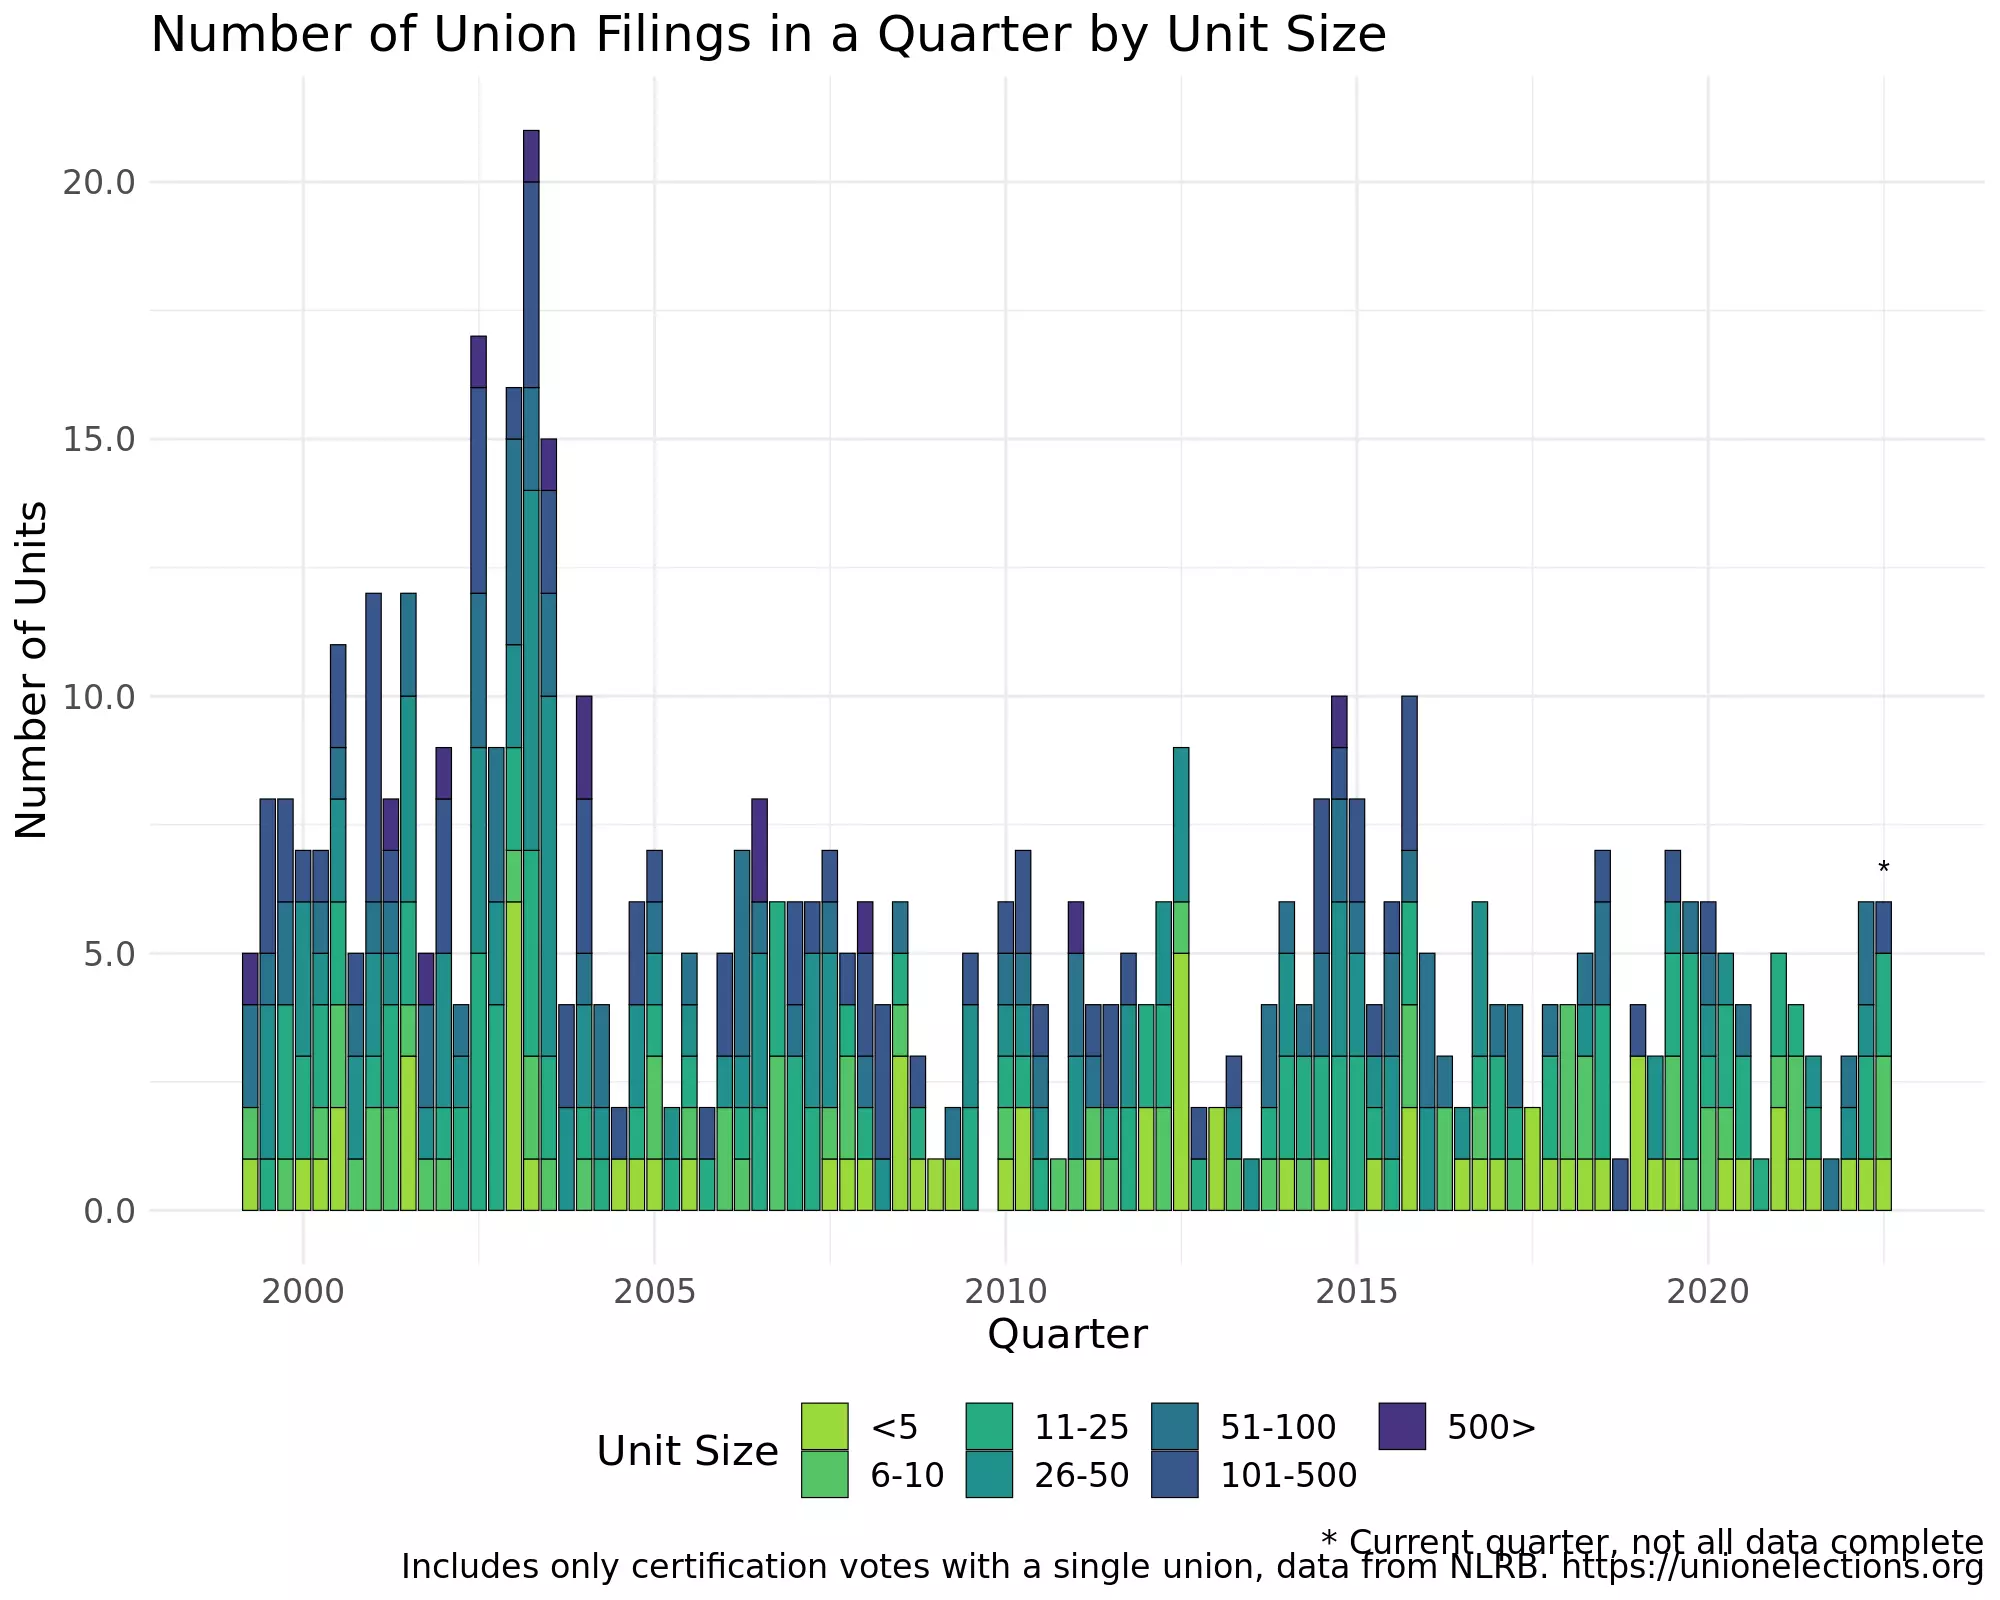 Number of Union Filings in a Quarter by Unit Size
Number of Units
20.0
15.0
10.0
5.0
0.0
*
2000 2005 2010 2015 2020
Quarter
Unit Size
<5 11-25 51-100 500>
6-10 26-50 101-500
* Current quarter, not all data complete
Includes only certification votes with a single union, data from NLRB. https://unionelections.org